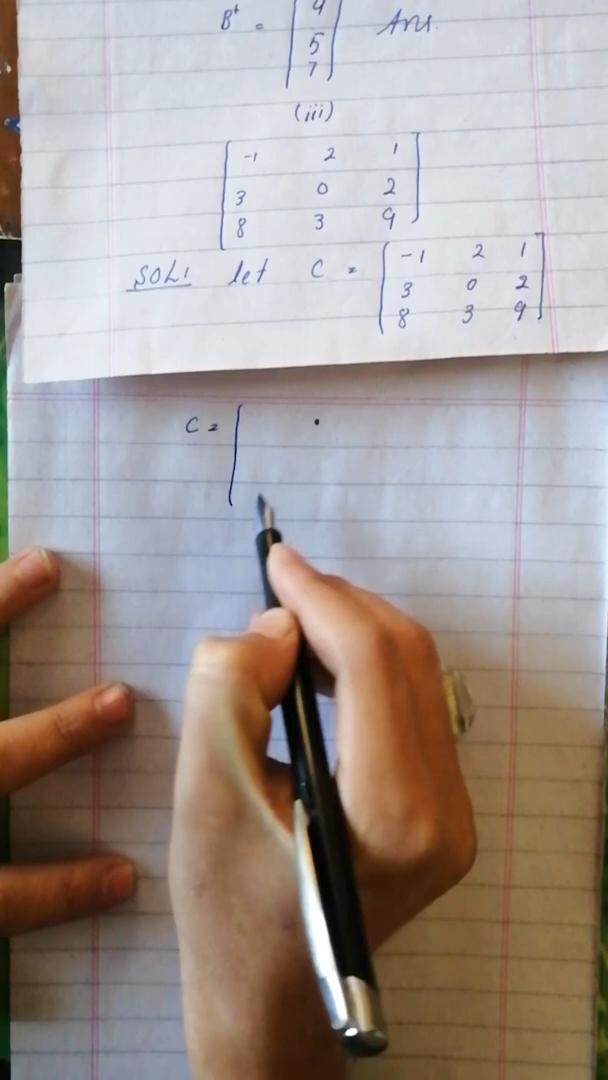 B^t = [ 4
5
7 ] Ans.
(iii)
[ -1 2 1
3 0 2
8 3 9 ]
SOL: let C = [ -1 2 1
3 0 2
8 3 9 ]
C = [